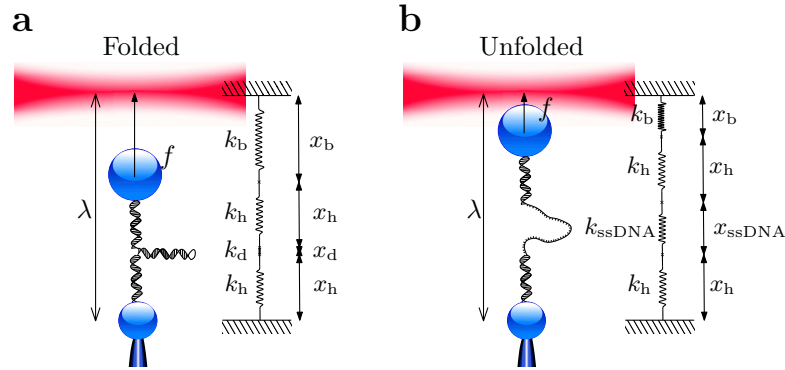 a
Folded
λ
f
k_b
x_b
k_h
x_h
k_d
x_d
k_h
x_h
b
Unfolded
λ
f
k_b
x_b
k_h
x_h
k_ssDNA
x_ssDNA
k_h
x_h